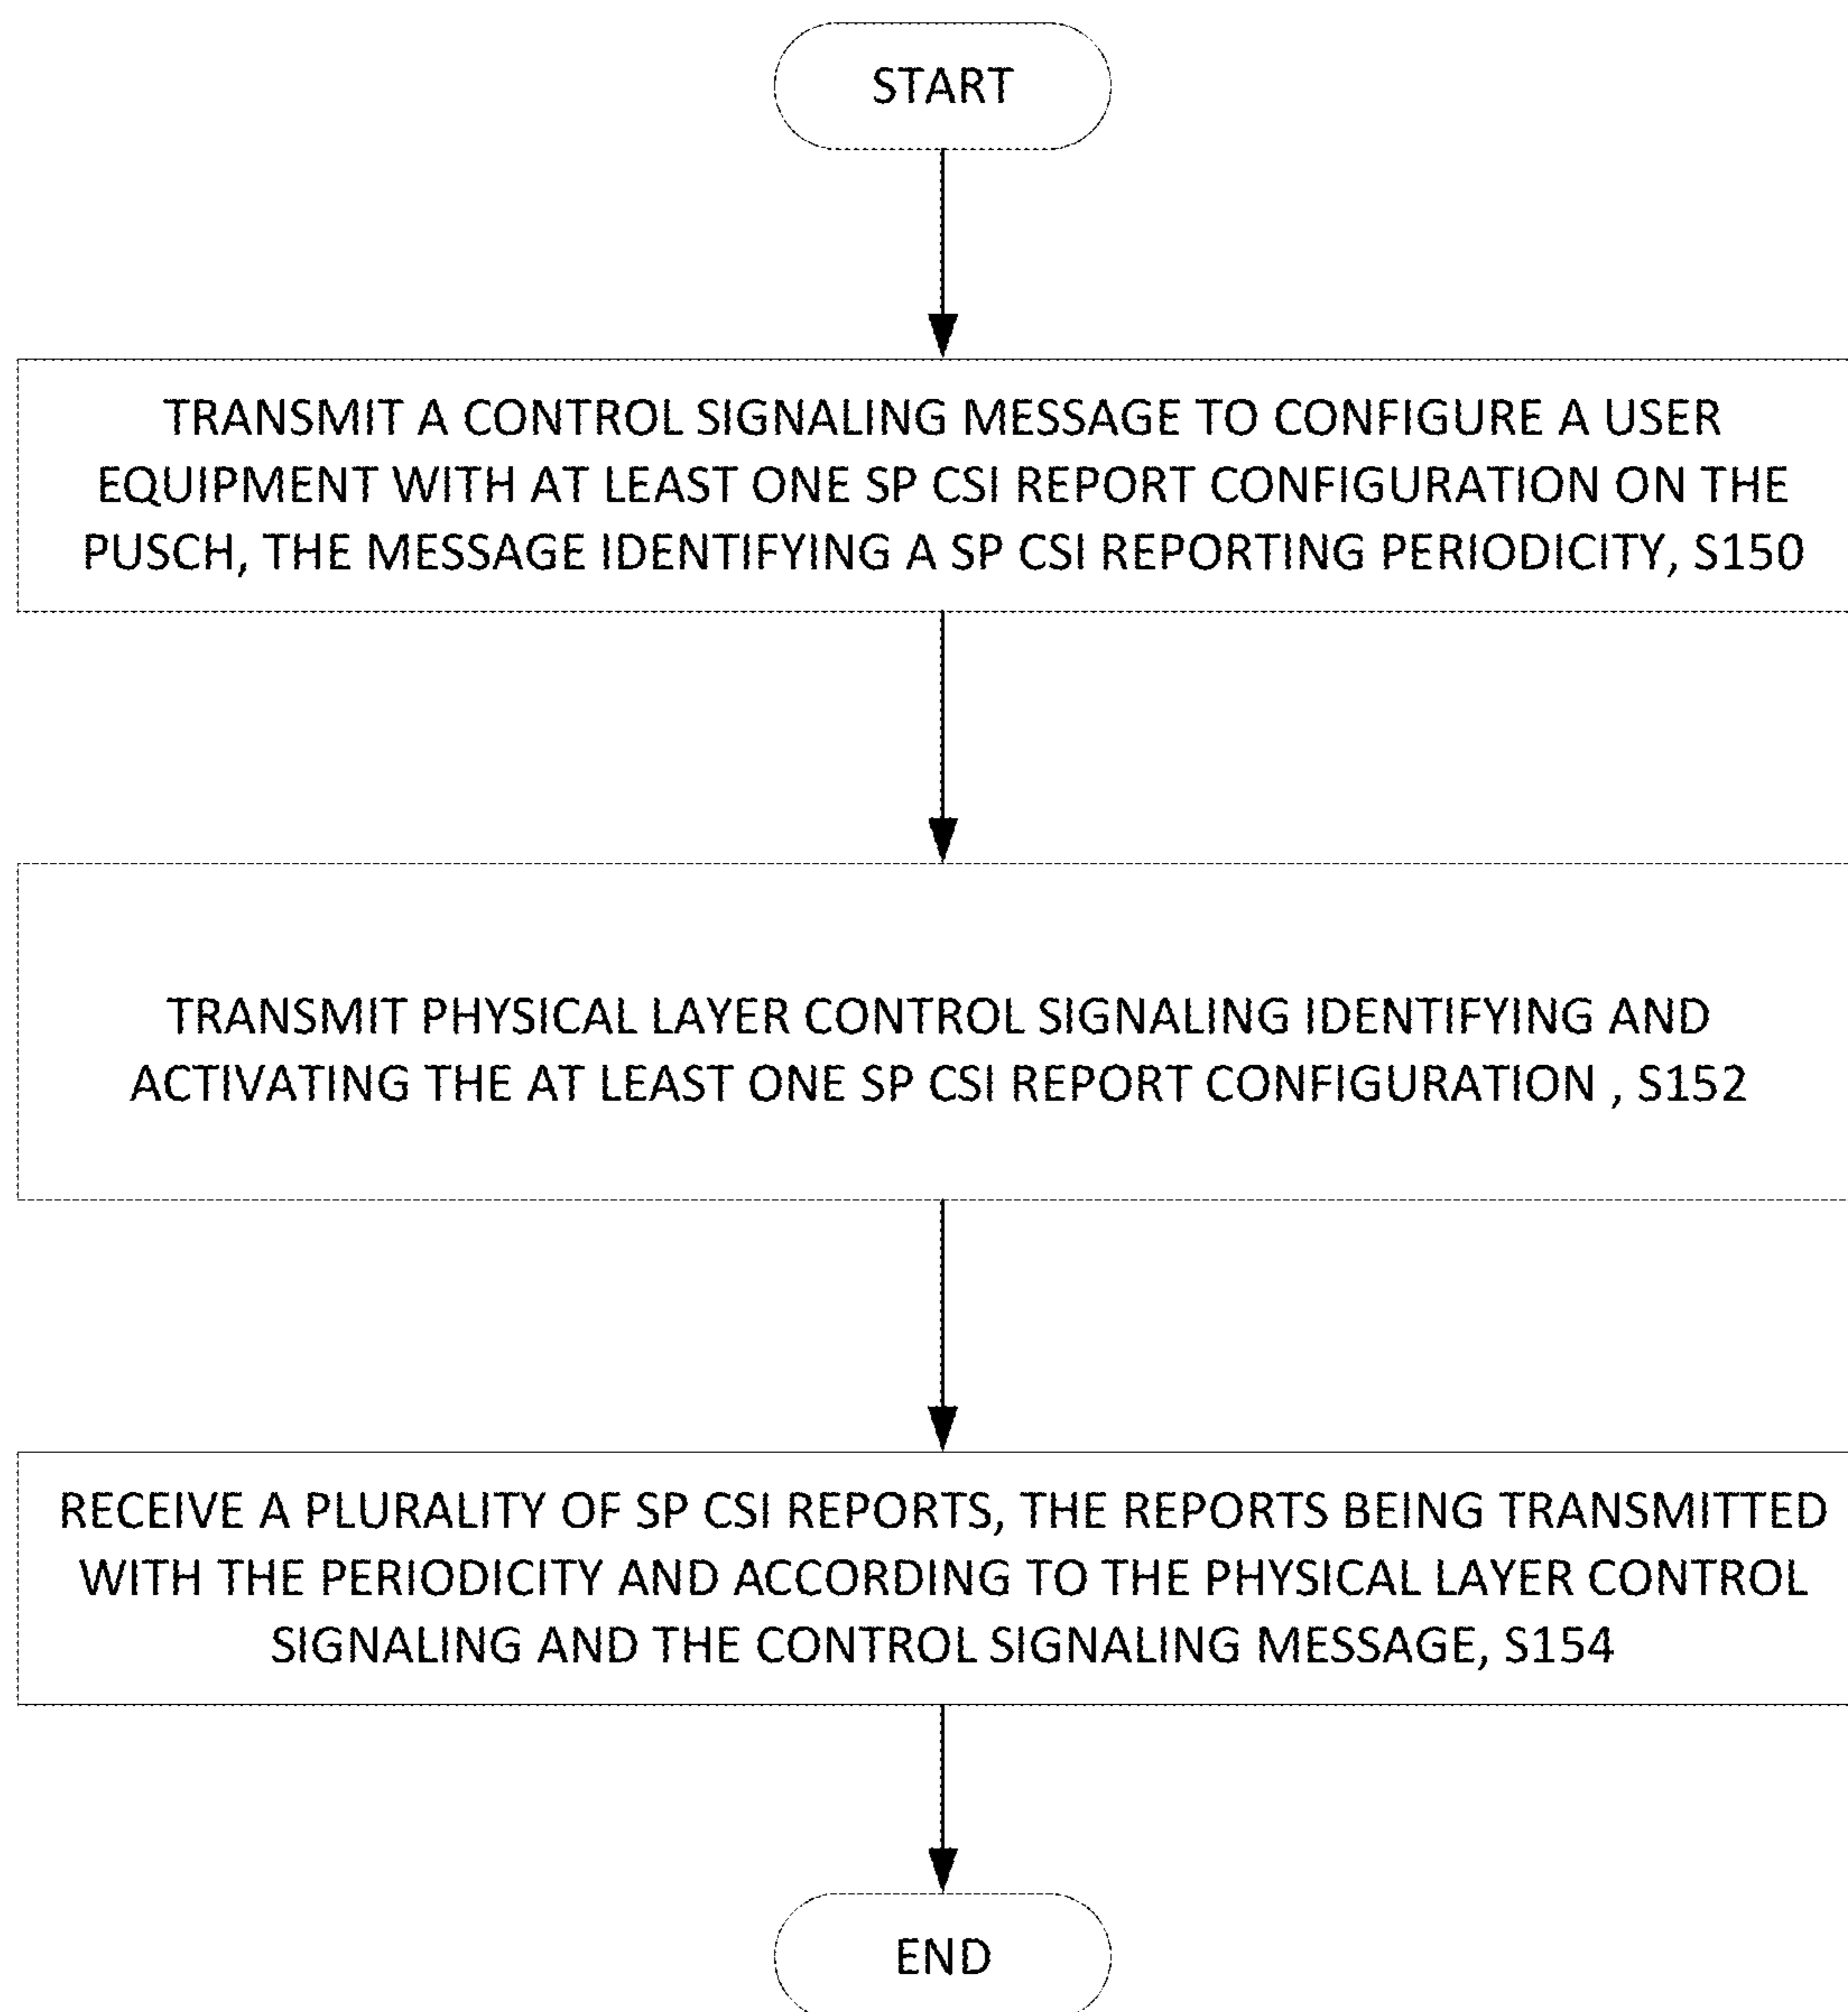 START
TRANSMIT A CONTROL SIGNALING MESSAGE TO CONFIGURE A USER
EQUIPMENT WITH AT LEAST ONE SP CSI REPORT CONFIGURATION ON THE
PUSCH, THE MESSAGE IDENTIFYING A SP CSI REPORTING PERIODICITY, S150
TRANSMIT PHYSICAL LAYER CONTROL SIGNALING IDENTIFYING AND
ACTIVATING THE AT LEAST ONE SP CSI REPORT CONFIGURATION , S152
RECEIVE A PLURALITY OF SP CSI REPORTS, THE REPORTS BEING TRANSMITTED
WITH THE PERIODICITY AND ACCORDING TO THE PHYSICAL LAYER CONTROL
SIGNALING AND THE CONTROL SIGNALING MESSAGE, S154
END